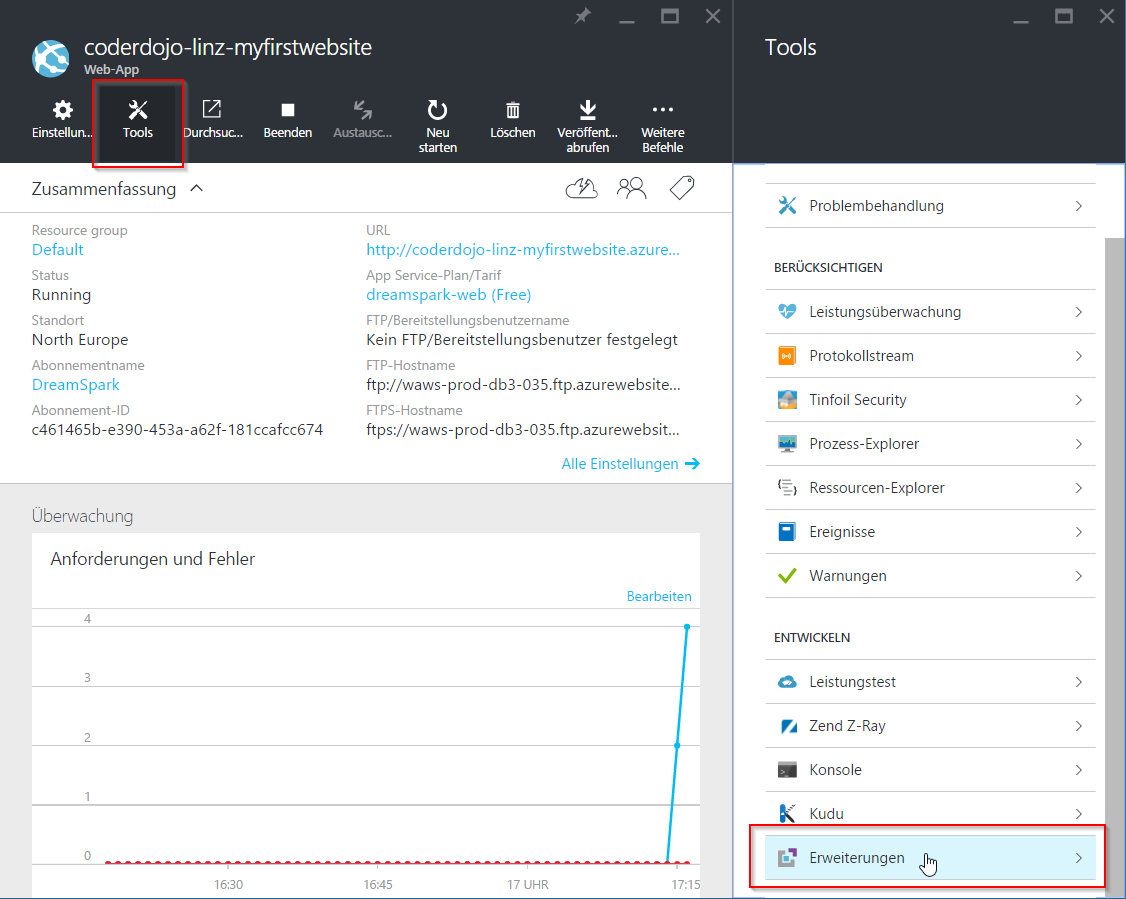 coderdojo-linz-myfirstwebsite
Web-App
Einstellun...
Tools
Durchsuc...
Beenden
Austausc...
Neu
starten
Löschen
Veröffent...
abrufen
Weitere
Befehle
Zusammenfassung
Resource group
Default
Status
Running
Standort
North Europe
Abonnementname
DreamSpark
Abonnement-ID
c461465b-e390-453a-a62f-181ccafcc674
URL
http://coderdojo-linz-myfirstwebsite.azure...
App Service-Plan/Tarif
dreamspark-web (Free)
FTP/Bereitstellungsbenutzername
Kein FTP/Bereitstellungsbenutzer festgelegt
FTP-Hostname
ftp://waws-prod-db3-035.ftp.azurewebsite...
FTPS-Hostname
ftps://waws-prod-db3-035.ftp.azurewebsit...
Alle Einstellungen
Überwachung
Anforderungen und Fehler
Bearbeiten
4
3
2
1
0
16:30
16:45
17 UHR
17:15
Tools
Problembehandlung
BERÜCKSICHTIGEN
Leistungsüberwachung
Protokollstream
Tinfoil Security
Prozess-Explorer
Ressourcen-Explorer
Ereignisse
Warnungen
ENTWICKELN
Leistungstest
Zend Z-Ray
Konsole
Kudu
Erweiterungen